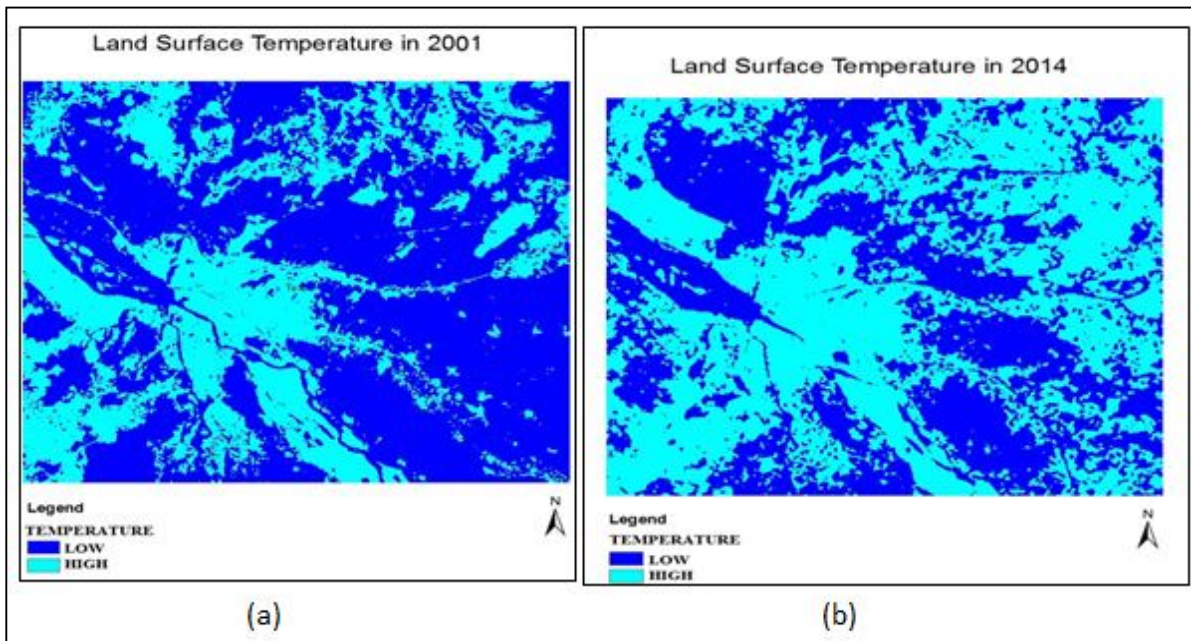 Land Surface Temperature in 2001
Legend
TEMPERATURE
LOW
HIGH
N
(a)
Land Surface Temperature in 2014
Legend
TEMPERATURE
LOW
HIGH
N
(b)